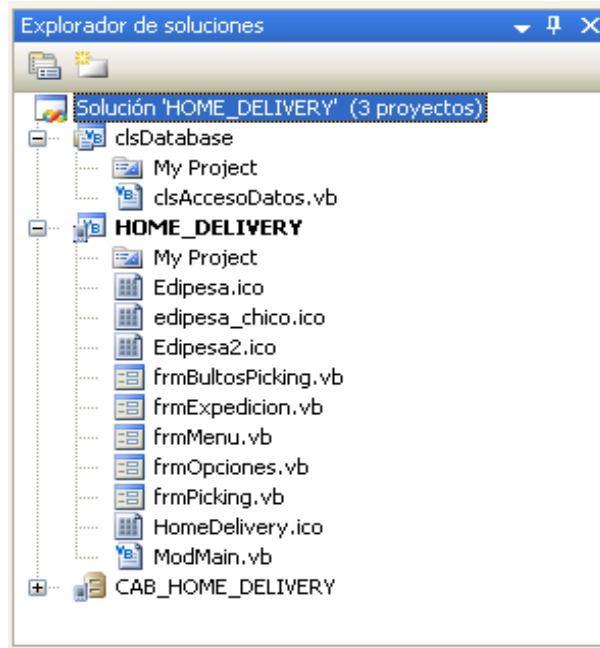 Explorador de soluciones
Solución 'HOME_DELIVERY' (3 proyectos)
clsDatabase
My Project
clsAccesoDatos.vb
HOME_DELIVERY
My Project
Edipesa.ico
edipesa_chico.ico
Edipesa2.ico
frmBultosPicking.vb
frmExpedicion.vb
frmMenu.vb
frmOpciones.vb
frmPicking.vb
HomeDelivery.ico
ModMain.vb
CAB_HOME_DELIVERY